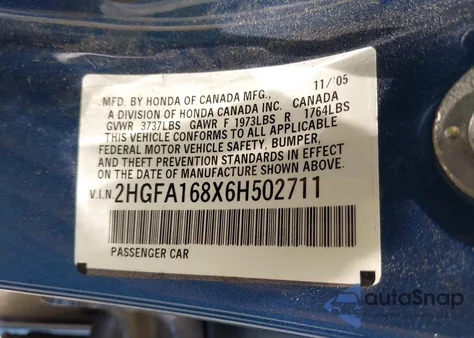 11/'05
MFD. BY HONDA OF CANADA MFG.,
A DIVISION OF HONDA CANADA INC. CANADA
GVWR 3737LBS GAWR F 1973LBS R 1764LBS
THIS VEHICLE CONFORMS TO ALL APPLICABLE
FEDERAL MOTOR VEHICLE SAFETY, BUMPER,
AND THEFT PREVENTION STANDARDS IN EFFECT
ON THE DATE OF MANUFACTURE SHOWN ABOVE.
V.I.N. 2HGFA168X6H502711
PASSENGER CAR
autoSnap